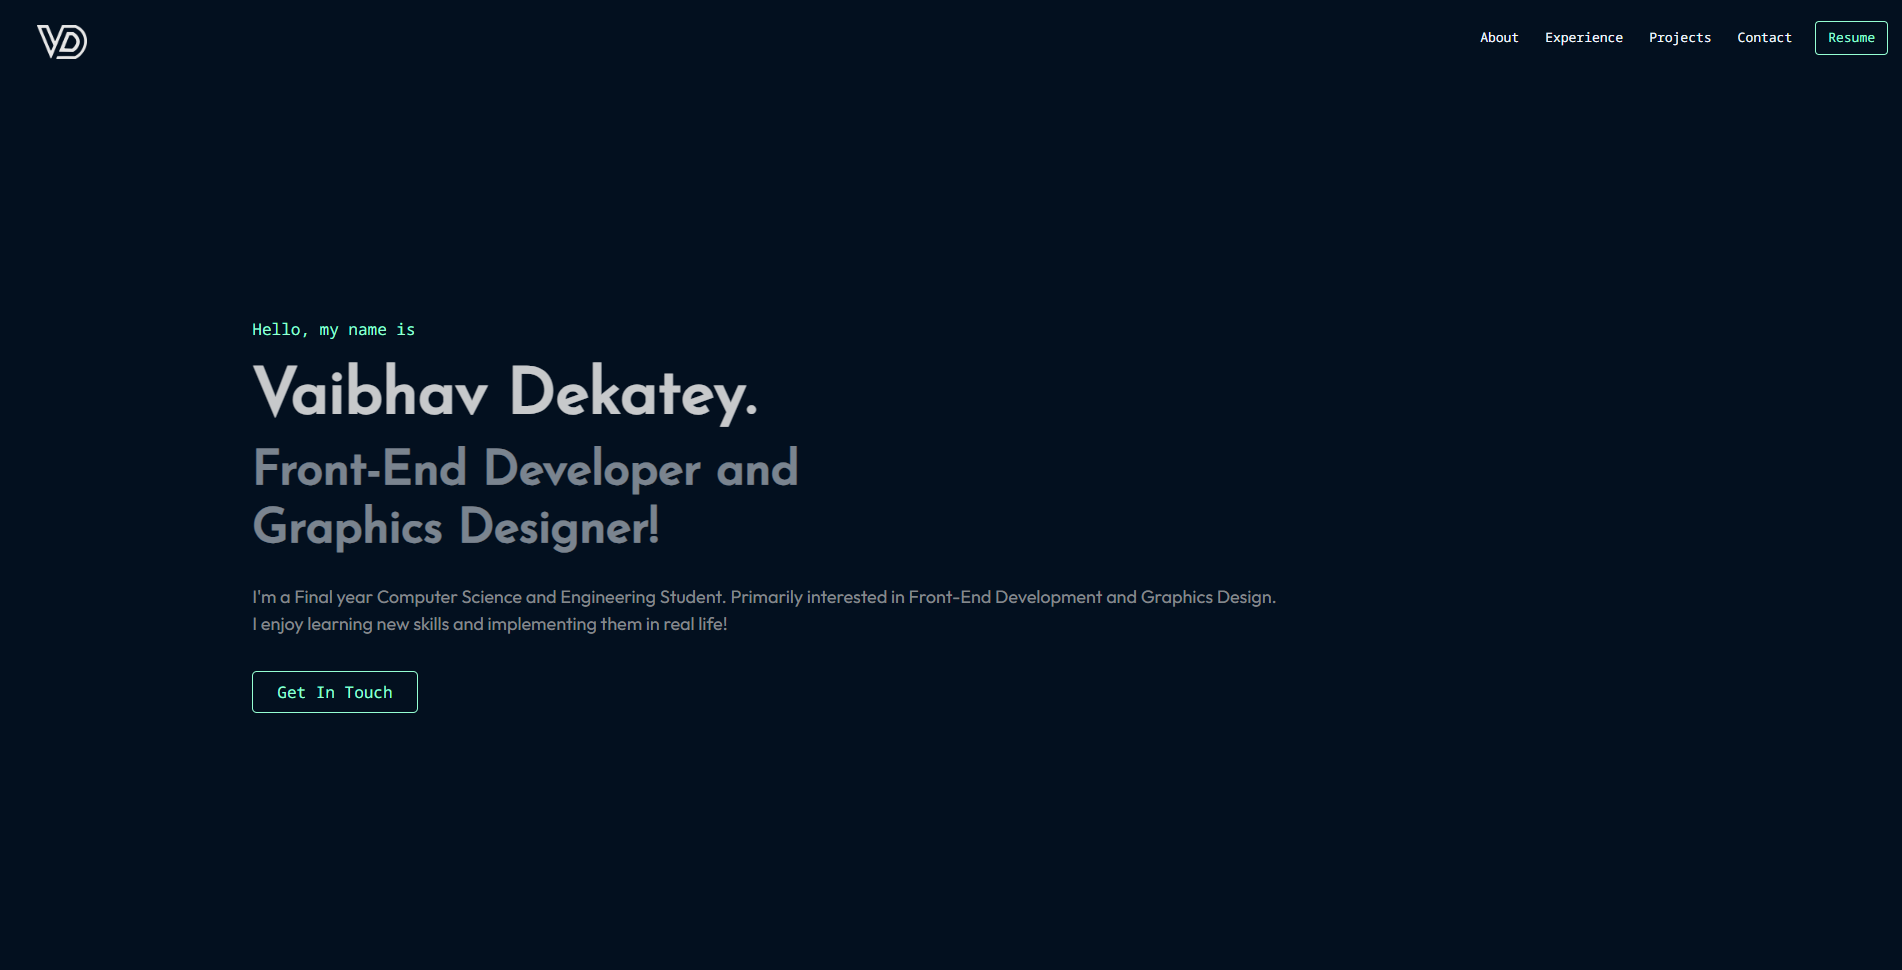 VD
About Experience Projects Contact Resume
Hello, my name is
Vaibhav Dekatey.
Front-End Developer and
Graphics Designer!
I'm a Final year Computer Science and Engineering Student. Primarily interested in Front-End Development and Graphics Design.
I enjoy learning new skills and implementing them in real life!
Get In Touch